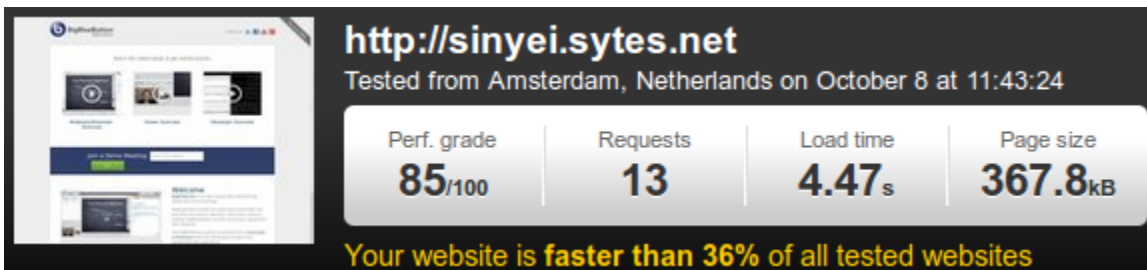 BigBlueButton
http://sinyei.sytes.net
Tested from Amsterdam, Netherlands on October 8 at 11:43:24
Perf. grade Requests Load time Page size
85/100 13 4.47s 367.8kB
Your website is faster than 36% of all tested websites
Join a Demo Meeting
Welcome